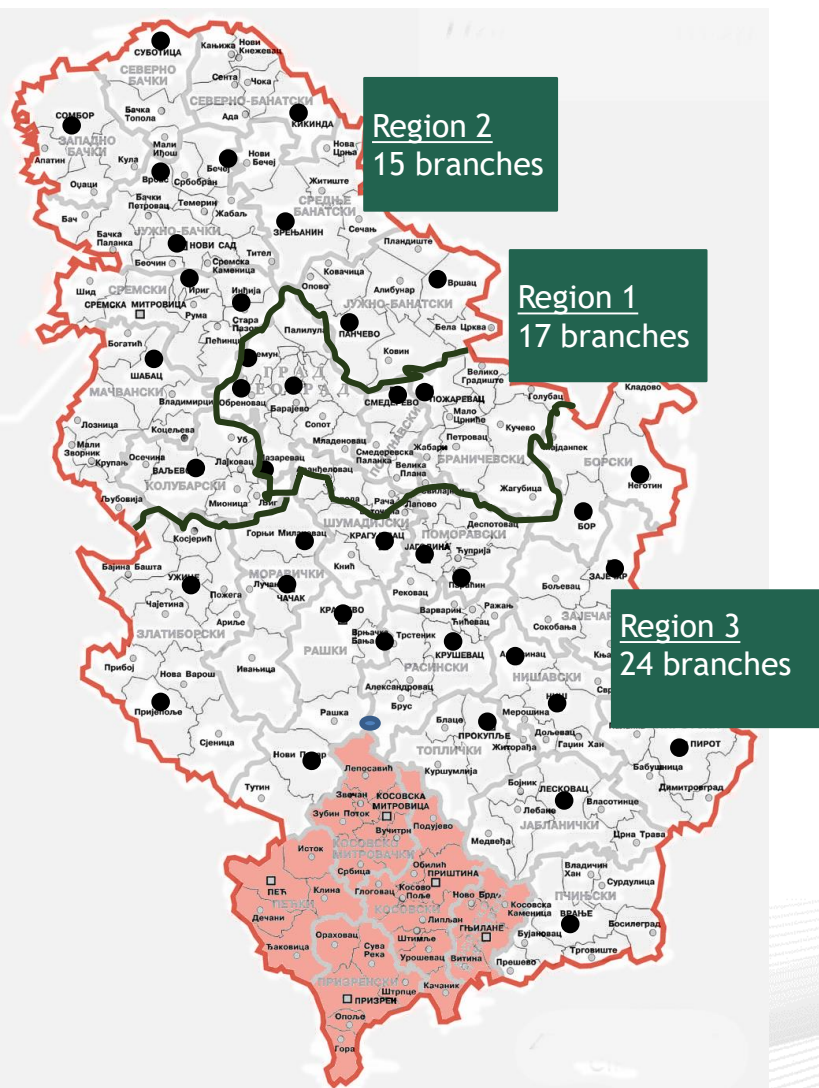 СУБОТИЦА
Кањижа
Нови
Кнежевац
СЕВЕРНО
БАЧКИ
Сента
Чока
СЕВЕРНО-БАНАТСКИ
Бачка
Топола
Ада
КИКИНДА
СОМБОР
ЗАПАДНО
БАЧКИ
Мали
Иђош
Апатин
Кула
Бечеј
Нови
Бечеј
Нова
Црња
Оџаци
Србобран
Житиште
Бачки
Петровац
Темерин
Жабаљ
СРЕДЊЕ
БАНАТСКИ
Бач
ЗРЕЊАНИН
Сечањ
Бачка
Паланка
ЈУЖНО-БАЧКИ
НОВИ САД
Пландиште
Беочин
Сремска
Каменица
Тител
Region 2
15 branches
Ковачица
Опово
Алибунар
Вршац
ЈУЖНО-БАНАТСКИ
Шид
СРЕМСКИ
Ириг
Инђија
СРЕМСКА МИТРОВИЦА
Рума
Стара
Пазова
Бела Црква
Пећинци
Палилула
ПАНЧЕВО
Ковин
Region 1
17 branches
Богатић
ШАБАЦ
МАЧВАНСКИ
Владимирци
ГРАД
Обреновац
Барајево
СМЕДЕРЕВО
ПОЖАРЕВАЦ
Велико
Градиште
Голубац
Кладово
Мало
Црниће
Кучево
Лозница
Коцељева
Уб
Сопот
Младеновац
Смедеревска
Паланка
Жабари
Петровац
БРАНИЧЕВСКИ
Мали
Зворник
Осечина
Крупањ
ВАЉЕВО
Лајковац
Велика
Плана
Жагубица
БОРСКИ
Неготин
КОЛУБАРСКИ
Љубовија
Мионица
Љиг
Рача
Лапово
БОР
Косјерић
Горњи Милановац
ШУМАДИЈСКИ
КРАГУЈЕВАЦ
ПОМОРАВСКИ
Деспотовац
ЈАГОДИНА
Ћуприја
Бајина Башта
УЖИЦЕ
Пожега
МОРАВИЧКИ
Лучани
ЧАЧАК
Кнић
Параћин
Бољевац
ЗАЈЕЧАР
Рековац
Чајетина
Ариље
КРАЉЕВО
Варварин
Ражањ
Ћићевац
Сокобања
ЗЛАТИБОРСКИ
Врњачка
Бања
Трстеник
КРУШЕВАЦ
РАШКИ
РАСИНСКИ
Region 3
24 branches
Прибој
Нова Варош
Ивањица
Александровац
НИШАВСКИ
НИШ
Пријепоље
Рашка
Брус
Блаце
Мерошина
ПРОКУПЉЕ
Дољевац
Житорађа
Гаџин Хан
ПИРОТ
Сјеница
Нови Пазар
ТОПЛИЧКИ
Куршумлија
Бабушница
Димитровград
Тутин
Лепосавић
Бојник
ЛЕСКОВАЦ
Власотинце
Звечан
КОСОВСКА
МИТРОВИЦА
Лебане
Зубин Поток
Вучитрн
Подујево
ЈАБЛАНИЧКИ
Црна Трава
Медвеђа
Исток
КОСОВСКО
МИТРОВАЧКИ
Србица
Обилић
ПРИШТИНА
Владичин
Хан
Сурдулица
ПЕЋ
Клина
Глоговац
Косово
Поље
Ново Брдо
ПЧИЊСКИ
ПЕЋКИ
КОСОВСКИ
Косовска
Каменица
ВРАЊЕ
Дечани
Липљан
ГЊИЛАНЕ
Бујановац
Босилеград
Ораховац
Сува
Река
Штимље
Ђаковица
Урошевац
Витина
Прешево
Трговиште
ПРИЗРЕНСКИ
Штрпце
Качаник
ПРИЗРЕН
Опоље
Гора